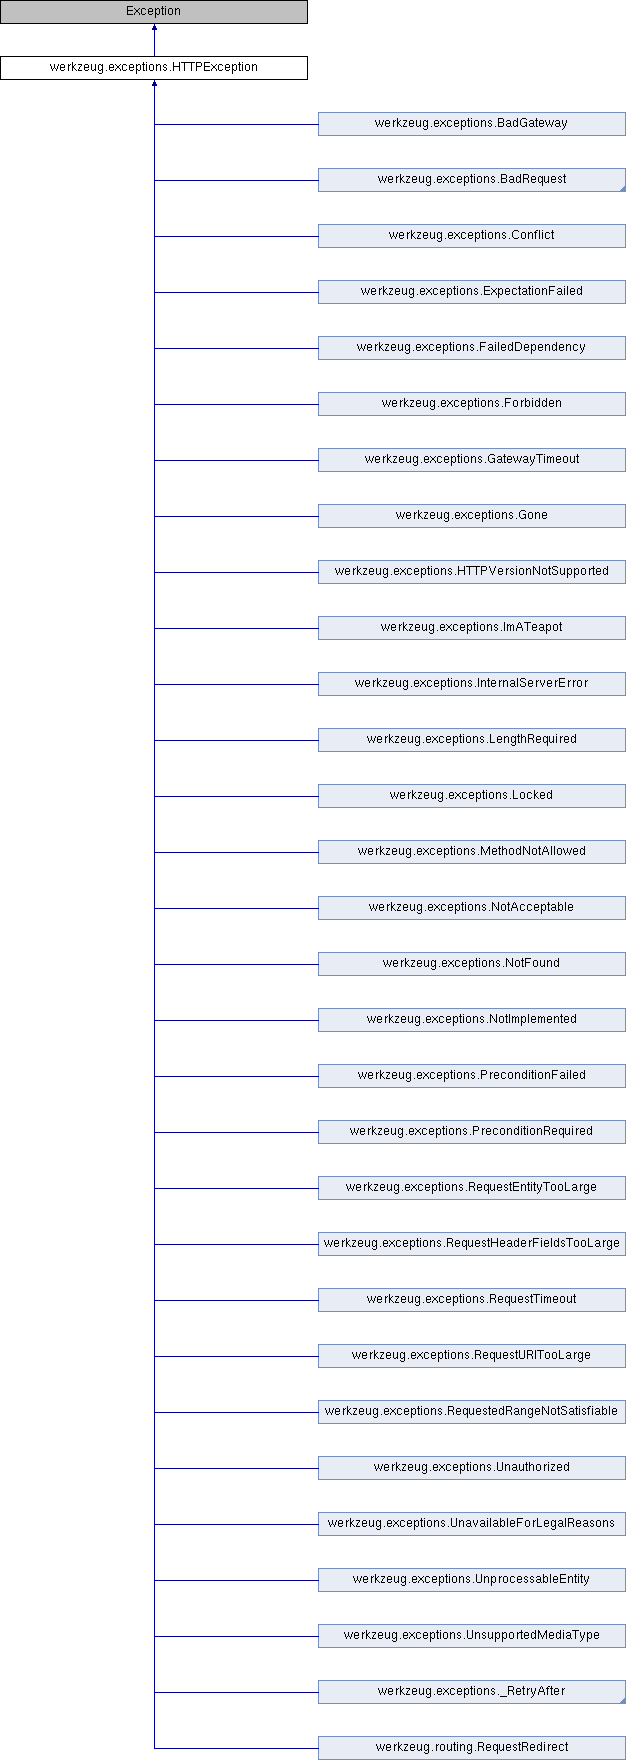 Exception
werkzeug.exceptions.HTTPException
werkzeug.exceptions.BadGateway
werkzeug.exceptions.BadRequest
werkzeug.exceptions.Conflict
werkzeug.exceptions.ExpectationFailed
werkzeug.exceptions.FailedDependency
werkzeug.exceptions.Forbidden
werkzeug.exceptions.GatewayTimeout
werkzeug.exceptions.Gone
werkzeug.exceptions.HTTPVersionNotSupported
werkzeug.exceptions.ImATeapot
werkzeug.exceptions.InternalServerError
werkzeug.exceptions.LengthRequired
werkzeug.exceptions.Locked
werkzeug.exceptions.MethodNotAllowed
werkzeug.exceptions.NotAcceptable
werkzeug.exceptions.NotFound
werkzeug.exceptions.NotImplemented
werkzeug.exceptions.PreconditionFailed
werkzeug.exceptions.PreconditionRequired
werkzeug.exceptions.RequestEntityTooLarge
werkzeug.exceptions.RequestHeaderFieldsTooLarge
werkzeug.exceptions.RequestTimeout
werkzeug.exceptions.RequestURITooLarge
werkzeug.exceptions.RequestedRangeNotSatisfiable
werkzeug.exceptions.Unauthorized
werkzeug.exceptions.UnavailableForLegalReasons
werkzeug.exceptions.UnprocessableEntity
werkzeug.exceptions.UnsupportedMediaType
werkzeug.exceptions._RetryAfter
werkzeug.routing.RequestRedirect